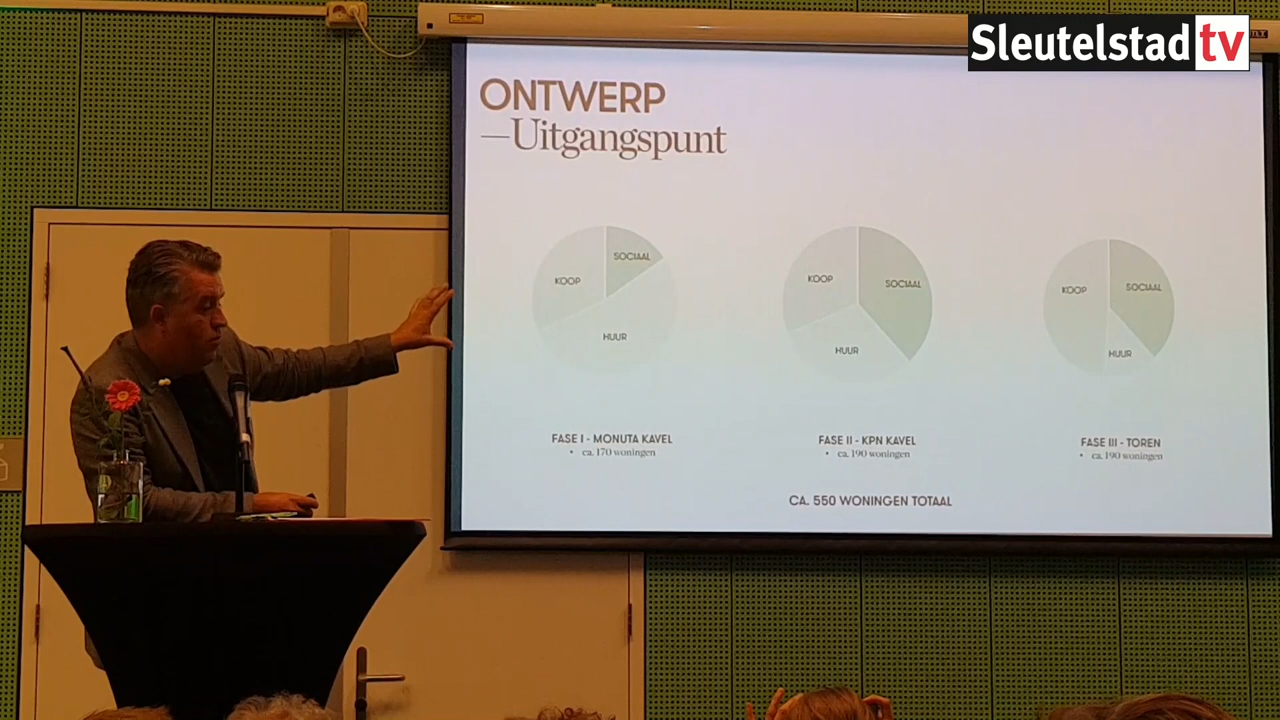 Sleutelstad tv
ONTWERP
—Uitgangspunt
SOCIAAL
KOOP
HUUR
SOCIAAL
KOOP
HUUR
SOCIAAL
KOOP
HUUR
FASE I - MONUTA KAVEL
• ca. 170 woningen
FASE II - KPN KAVEL
• ca. 190 woningen
FASE III - TOREN
• ca. 190 woningen
CA. 550 WONINGEN TOTAAL